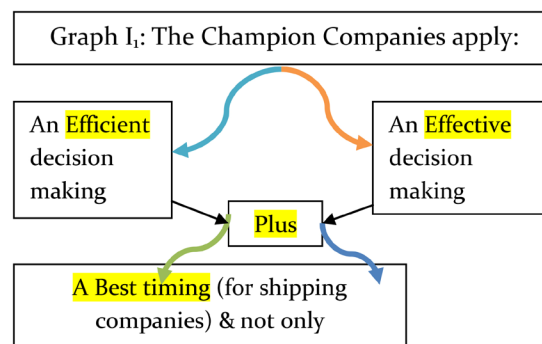 Graph I₁: The Champion Companies apply:
An Efficient
decision
making
An Effective
decision
making
Plus
A Best timing (for shipping
companies) & not only